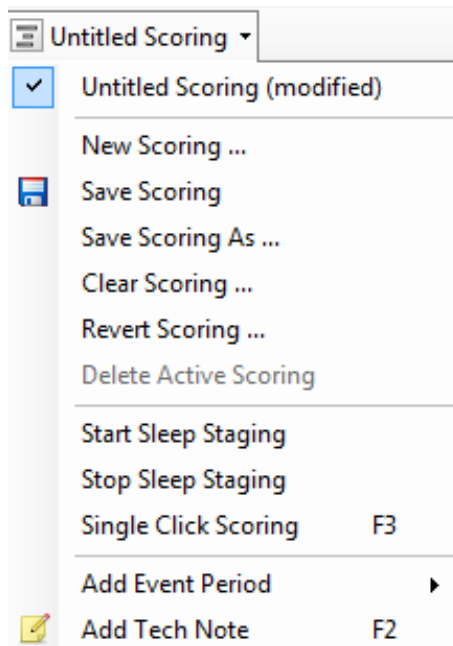 Untitled Scoring
Untitled Scoring (modified)
New Scoring ...
Save Scoring
Save Scoring As ...
Clear Scoring ...
Revert Scoring ...
Delete Active Scoring
Start Sleep Staging
Stop Sleep Staging
Single Click Scoring F3
Add Event Period
Add Tech Note F2